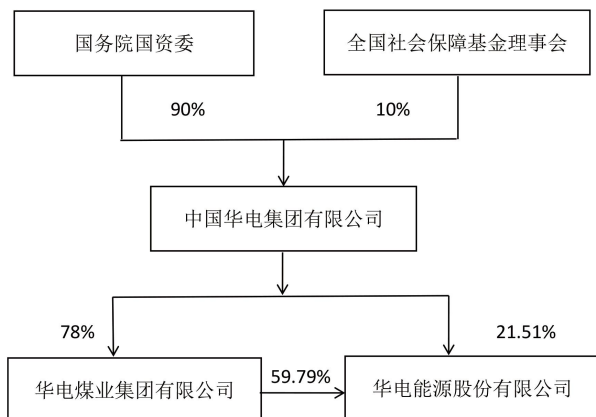 国务院国资委
全国社会保障基金理事会
90%
10%
中国华电集团有限公司
78%
21.51%
华电煤业集团有限公司
59.79%
华电能源股份有限公司